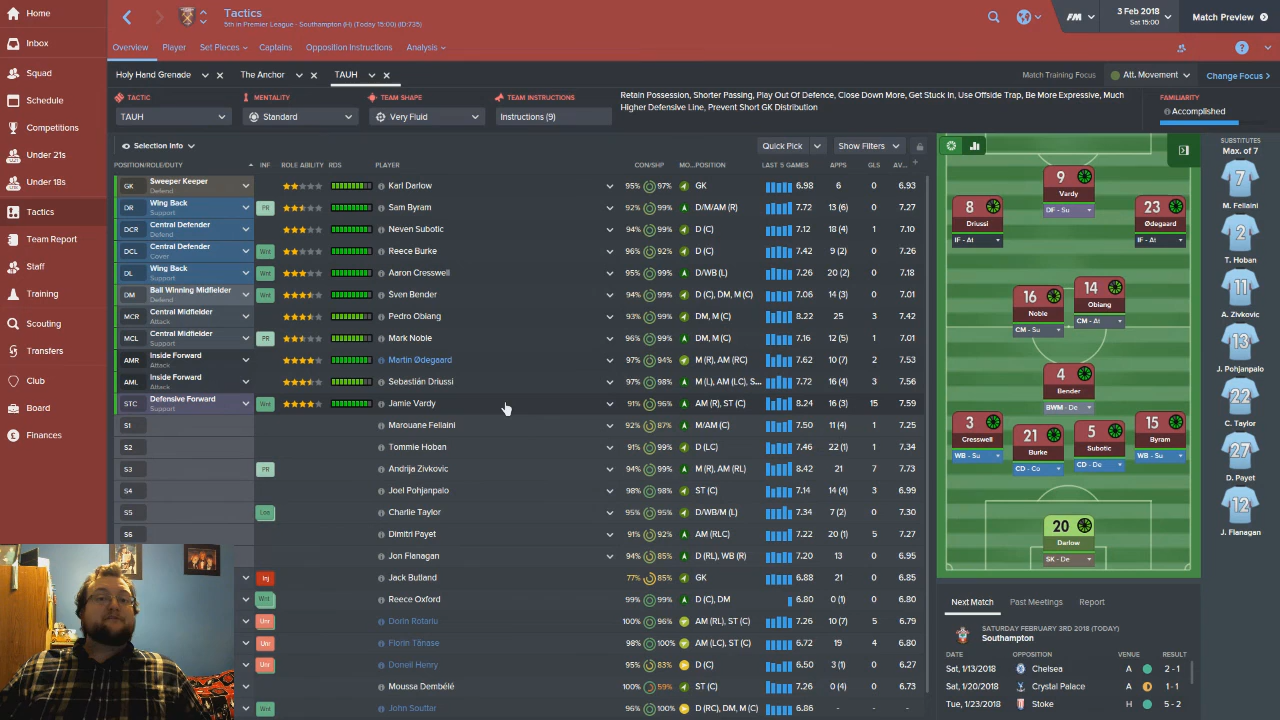 Home
Inbox
Squad
Schedule
Competitions
Under 21s
Under 18s
Tactics
Team Report
Staff
Training
Scouting
Transfers
Club
Board
Finances
Tactics
5th in Premier League - Southampton (H) (Today 15:00) (ID:735)
FM
3 Feb 2018
Sat 15:00
Match Preview
Overview Player Set Pieces Captains Opposition Instructions Analysis
Holy Hand Grenade The Anchor TAUH
Match Training Focus Att. Movement Change Focus
TACTIC MENTALITY TEAM SHAPE TEAM INSTRUCTIONS
TAUH Standard Very Fluid Instructions (9)
Retain Possession, Shorter Passing, Play Out Of Defence, Close Down More, Get Stuck In, Use Offside Trap, Be More Expressive, Much
Higher Defensive Line, Prevent Short GK Distribution
FAMILIARITY
Accomplished
Selection Info Quick Pick Show Filters
POSITION/ROLE/DUTY INF ROLE ABILITY RDS PLAYER CON/SHP MO... POSITION LAST 5 GAMES APPS GLS AV...
GK Sweeper Keeper Defend Karl Darlow 95% 97% GK 6.98 6 0 6.93
DR Wing Back Support PR Sam Byram 92% 99% D/M/AM (R) 7.72 13 (6) 0 7.27
DCR Central Defender Defend Neven Subotic 94% 99% D (C) 7.12 18 (4) 1 7.10
DCL Central Defender Cover Wnt Reece Burke 96% 92% D (C) 7.42 9 (2) 0 7.26
DL Wing Back Support Wnt Aaron Cresswell 95% 99% D/WB (L) 7.26 20 (2) 0 7.18
DM Ball Winning Midfielder Defend Wnt Sven Bender 94% 99% D (C), DM, M (C) 7.06 14 (3) 0 7.01
MCR Central Midfielder Attack Pedro Obiang 93% 99% DM, M (C) 8.22 25 3 7.42
MCL Central Midfielder Support PR Mark Noble 96% 99% DM, M (C) 7.16 12 (5) 1 7.01
AMR Inside Forward Attack Martin Ødegaard 97% 94% M (R), AM (RC) 7.62 10 (7) 2 7.53
AML Inside Forward Attack Sebastián Driussi 97% 98% M (L), AM (LC), S... 7.72 16 (4) 3 7.56
STC Defensive Forward Support Wnt Jamie Vardy 91% 96% AM (R), ST (C) 8.24 16 (3) 15 7.59
S1 Marouane Fellaini 92% 87% M/AM (C) 7.50 11 (4) 1 7.25
S2 Tommie Hoban 92% 99% D (LC) 7.46 22 (1) 1 7.34
S3 PR Andrija Zivkovic 94% 99% M (R), AM (RL) 8.42 21 7 7.73
S4 Joel Pohjanpalo 98% 98% ST (C) 7.14 14 (4) 3 6.99
S5 Los Charlie Taylor 95% 95% D/WB/M (L) 7.34 7 (2) 0 7.30
S6 Dimitri Payet 91% 92% AM (RLC) 7.22 20 (1) 5 7.27
Jon Flanagan 94% 85% D (RL), WB (R) 7.20 13 0 6.95
Inj Jack Butland 77% 85% GK 6.88 21 0 6.85
Wnt Reece Oxford 99% 99% D (C), DM 6.80 0 (1) 0 6.80
Unr Dorin Rotariu 100% 96% AM (RL), ST (C) 7.26 10 (7) 5 6.79
Unr Florin Tănase 98% 100% AM (LC), ST (C) 6.72 19 4 6.80
Unr Doneil Henry 95% 83% D (C) 6.50 3 (1) 0 6.27
Moussa Dembélé 100% 59% ST (C) 7.26 0 (4) 0 6.73
Wnt John Souttar 96% 100% D (RC), DM, M (C) 6.86 - - -
9
Vardy
DF - Su
8
Driussi
IF - At
23
Ødegaard
IF - At
16
Noble
CM - Su
14
Obiang
CM - At
4
Bender
BWM - De
3
Cresswell
WB - Su
21
Burke
CD - Co
5
Subotic
CD - De
15
Byram
WB - Su
20
Darlow
SK - De
SUBSTITUTES
Max. of 7
7
M. Fellaini
2
T. Hoban
11
A. Zivkovic
13
J. Pohjanpalo
22
C. Taylor
27
D. Payet
12
J. Flanagan
Next Match Past Meetings Report
SATURDAY FEBRUARY 3RD 2018 (TODAY)
Southampton
DATE OPPOSITION VENUE RESULT
Sat, 1/13/2018 Chelsea A 2 - 1
Sat, 1/20/2018 Crystal Palace A 1 - 1
Tue, 1/23/2018 Stoke H 5 - 2